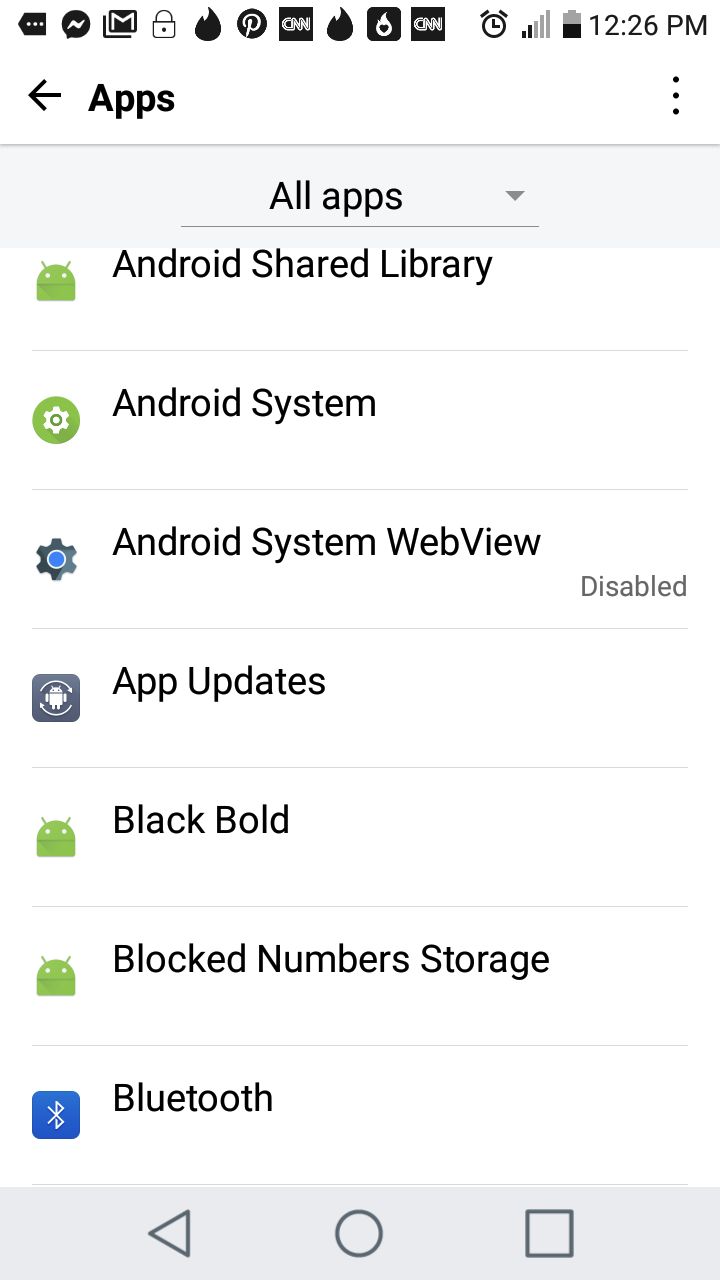 CNN CNN 12:26 PM
Apps
All apps
Android Shared Library
Android System
Android System WebView
Disabled
App Updates
Black Bold
Blocked Numbers Storage
Bluetooth